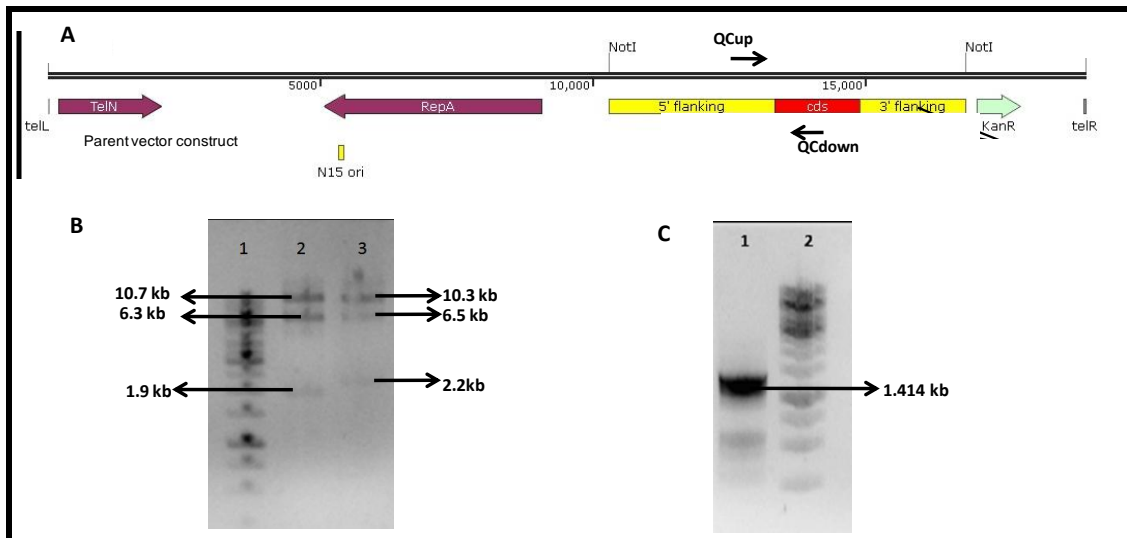 A
NotI
QCup
NotI
5000
10,000
15,000
TelN
RepA
5' flanking
cds
3' flanking
KanR
telL
telR
Parent vector construct
N15 ori
QCdown
B
1
2
3
10.7 kb
6.3 kb
1.9 kb
10.3 kb
6.5 kb
2.2kb
C
1
2
1.414 kb